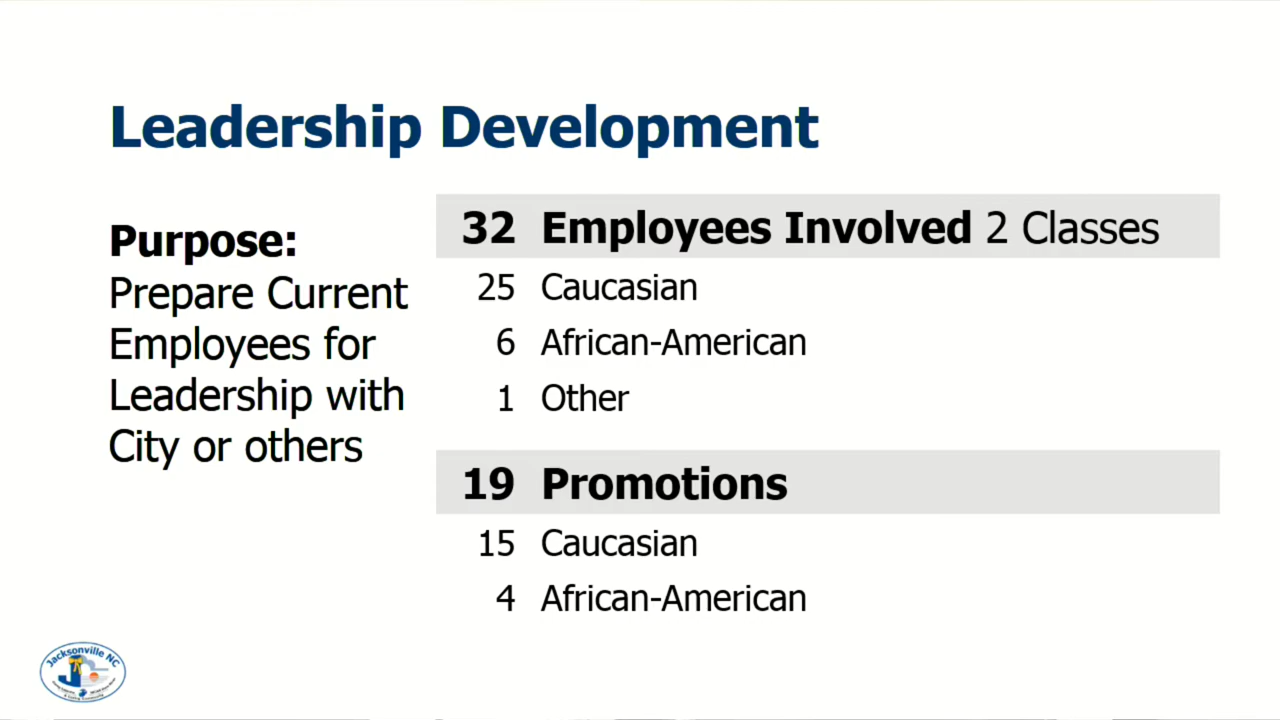 Leadership Development
Purpose:
Prepare Current
Employees for
Leadership with
City or others
32 Employees Involved 2 Classes
25 Caucasian
6 African-American
1 Other
19 Promotions
15 Caucasian
4 African-American
Jacksonville NC